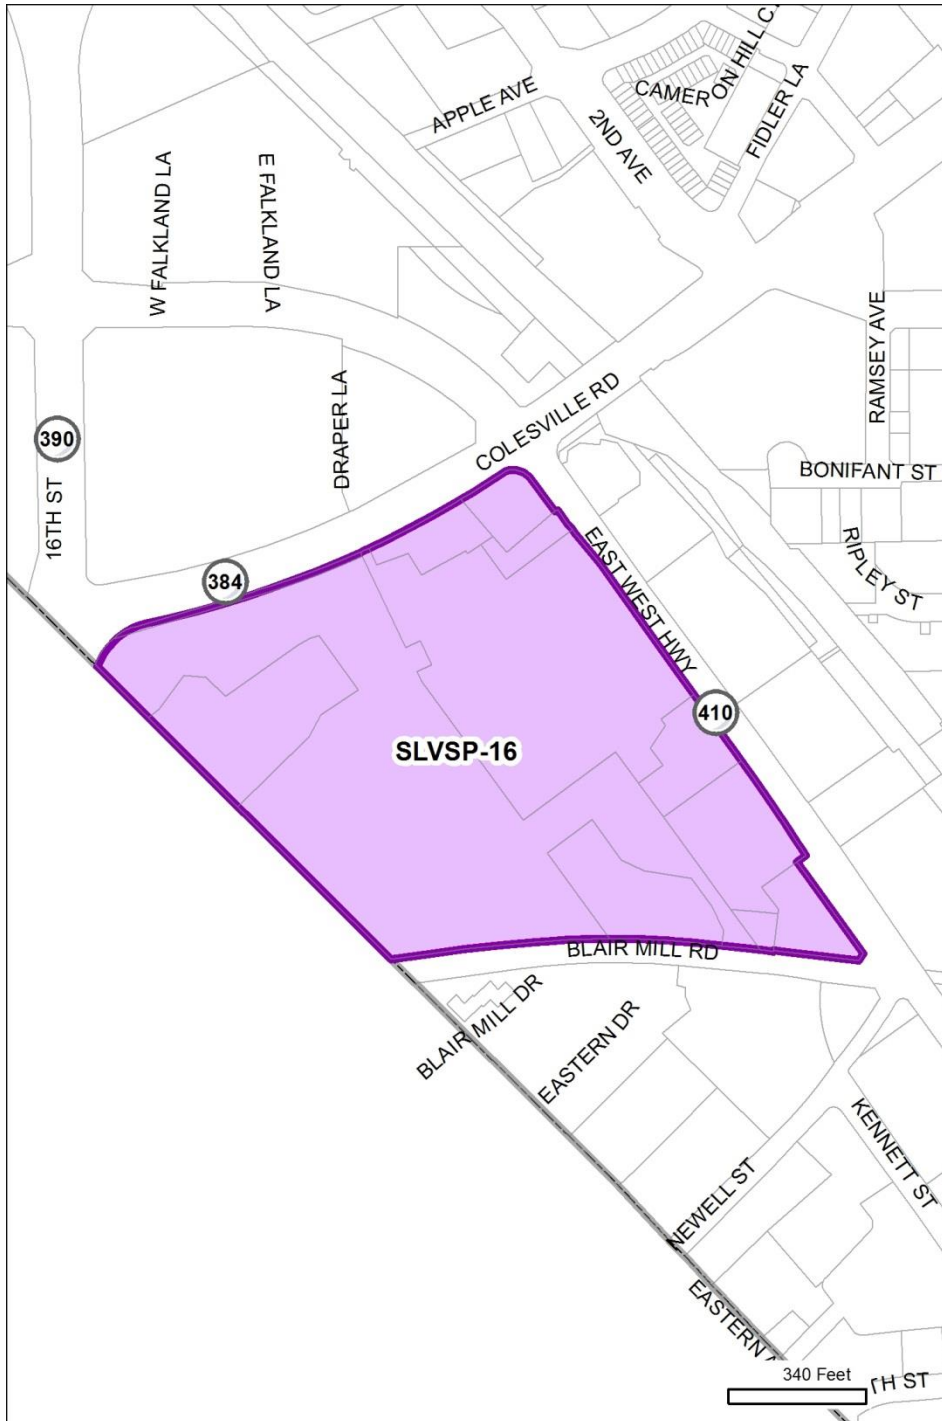 CAMER
ON HILL C
APPLE AVE
2ND AVE
FIDLER LA
W FALKLAND LA
E FALKLAND LA
RAMSEY AVE
DRAPER LA
COLESVILLE RD
390
16TH ST
BONIFANT ST
EAST WEST HWY
RIPLEY ST
384
410
SLVSP-16
BLAIR MILL RD
BLAIR MILL DR
EASTERN DR
KENNETT ST
NEWELL ST
EASTERN
340 Feet
TH ST